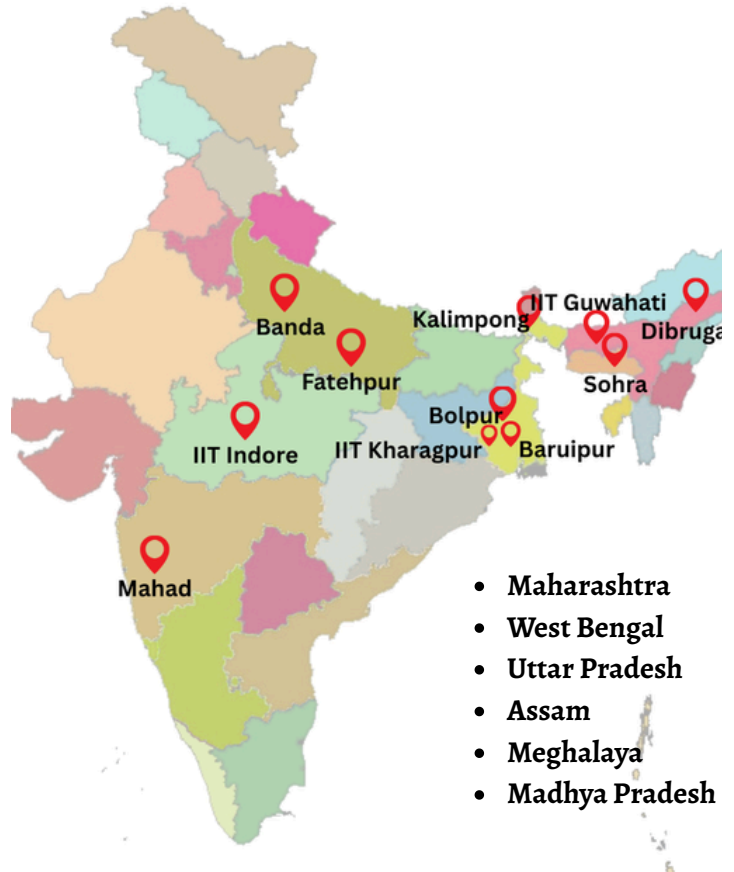 IIT Guwahati
Kalimpong
Banda
Dibruga
Fatehpur
Sohra
Bolpur
IIT Indore
IIT Kharagpur
Baruipur
Mahad
• Maharashtra
• West Bengal
• Uttar Pradesh
• Assam
• Meghalaya
• Madhya Pradesh